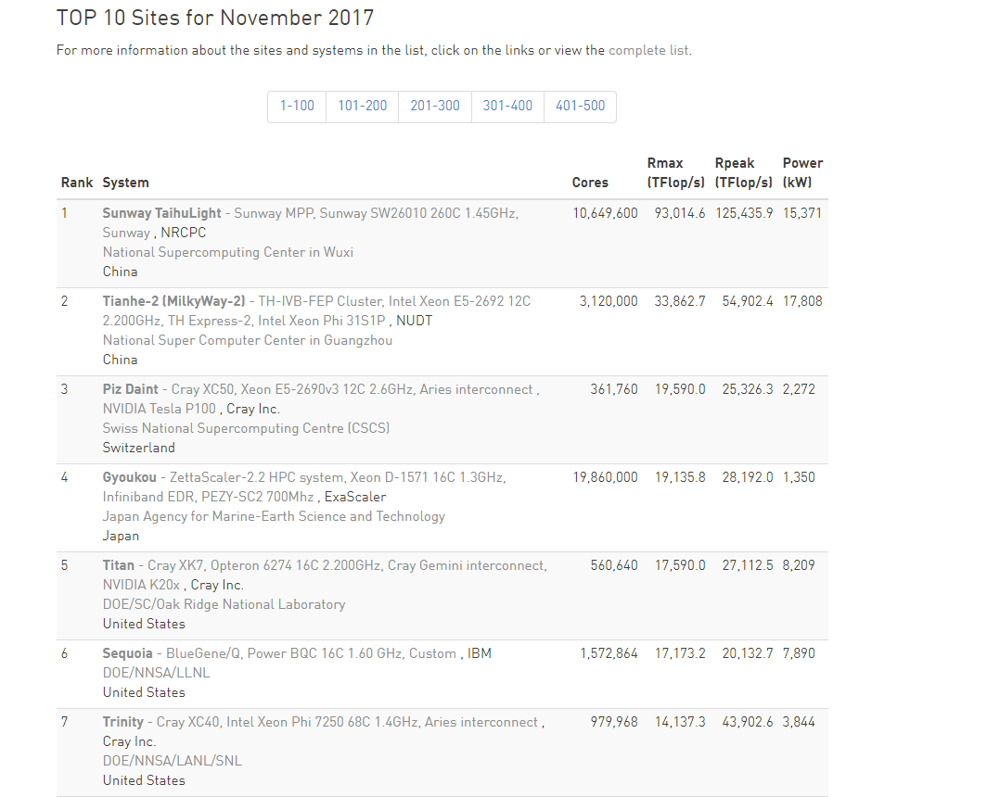 TOP 10 Sites for November 2017
For more information about the sites and systems in the list, click on the links or view the complete list.
1-100 101-200 201-300 301-400 401-500
Rmax Rpeak Power
Rank System Cores (TFlop/s) (TFlop/s) (kW)
1 Sunway TaihuLight - Sunway MPP, Sunway SW26010 260C 1.45GHz, 10,649,600 93,014.6 125,435.9 15,371
Sunway , NRCPC
National Supercomputing Center in Wuxi
China
2 Tianhe-2 (MilkyWay-2) - TH-IVB-FEP Cluster, Intel Xeon E5-2692 12C 3,120,000 33,862.7 54,902.4 17,808
2.200GHz, TH Express-2, Intel Xeon Phi 31S1P , NUDT
National Super Computer Center in Guangzhou
China
3 Piz Daint - Cray XC50, Xeon E5-2690v3 12C 2.6GHz, Aries interconnect , 361,760 19,590.0 25,326.3 2,272
NVIDIA Tesla P100 , Cray Inc.
Swiss National Supercomputing Centre (CSCS)
Switzerland
4 Gyoukou - ZettaScaler-2.2 HPC system, Xeon D-1571 16C 1.3GHz, 19,860,000 19,135.8 28,192.0 1,350
Infiniband EDR, PEZY-SC2 700Mhz , ExaScaler
Japan Agency for Marine-Earth Science and Technology
Japan
5 Titan - Cray XK7, Opteron 6274 16C 2.200GHz, Cray Gemini interconnect, 560,640 17,590.0 27,112.5 8,209
NVIDIA K20x , Cray Inc.
DOE/SC/Oak Ridge National Laboratory
United States
6 Sequoia - BlueGene/Q, Power BQC 16C 1.60 GHz, Custom , IBM 1,572,864 17,173.2 20,132.7 7,890
DOE/NNSA/LLNL
United States
7 Trinity - Cray XC40, Intel Xeon Phi 7250 68C 1.4GHz, Aries interconnect , 979,968 14,137.3 43,902.6 3,844
Cray Inc.
DOE/NNSA/LANL/SNL
United States